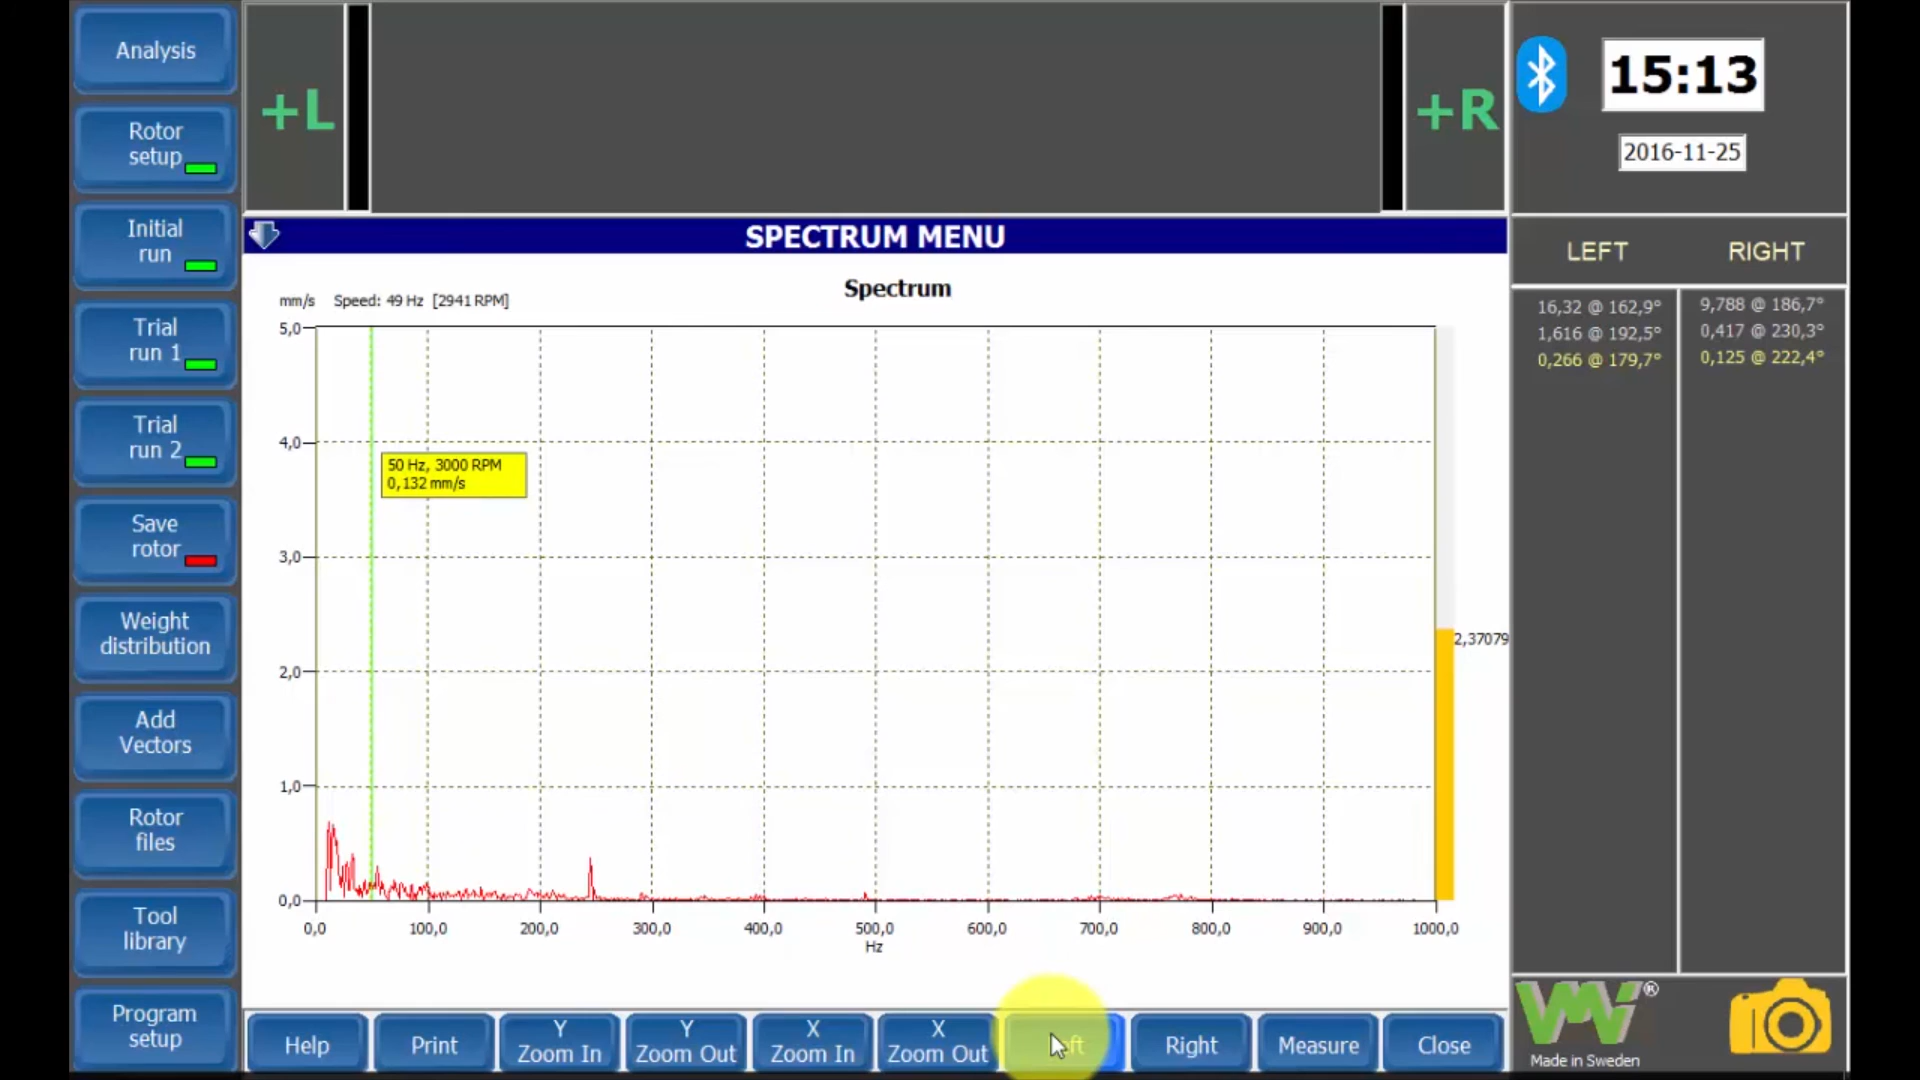 Analysis
Rotor
setup
Initial
run
Trial
run 1
Trial
run 2
Save
rotor
Weight
distribution
Add
Vectors
Rotor
files
Tool
library
Program
setup
+L
+R
15:13
2016-11-25
SPECTRUM MENU
Spectrum
mm/s Speed: 49 Hz [2941 RPM]
5,0
4,0
3,0
2,0
1,0
0,0
50 Hz, 3000 RPM
0,132 mm/s
2,37079
0,0 100,0 200,0 300,0 400,0 500,0 600,0 700,0 800,0 900,0 1000,0
Hz
LEFT RIGHT
16,32 @ 162,9° 9,788 @ 186,7°
1,616 @ 192,5° 0,417 @ 230,3°
0,266 @ 179,7° 0,125 @ 222,4°
Help
Print
Y
Zoom In
Y
Zoom Out
X
Zoom In
X
Zoom Out
Right
Measure
Close
VMI ®
Made in Sweden